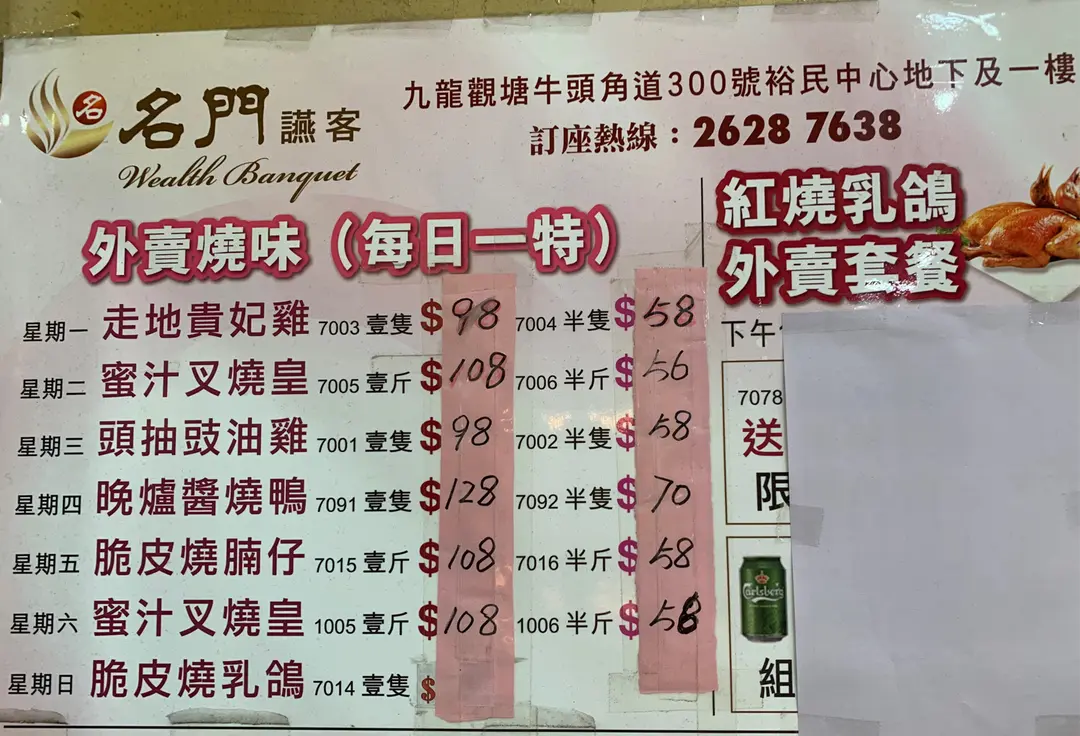 名 名門讌客
Wealth Banquet
九龍觀塘牛頭角道300號裕民中心地下及一樓
訂座熱線：2628 7638
外賣燒味（每日一特）
星期一 走地貴妃雞 7003 壹隻 $98 7004 半隻 $58
星期二 蜜汁叉燒皇 7005 壹斤 $108 7006 半斤 $56
星期三 頭抽豉油雞 7001 壹隻 $98 7002 半隻 $58
星期四 晚爐醬燒鴨 7091 壹隻 $128 7092 半隻 $70
星期五 脆皮燒腩仔 7015 壹斤 $108 7016 半斤 $58
星期六 蜜汁叉燒皇 1005 壹斤 $108 1006 半斤 $58
星期日 脆皮燒乳鴿 7014 壹隻 $
紅燒乳鴿
外賣套餐
下午
7078
送
限
Carlsberg
組